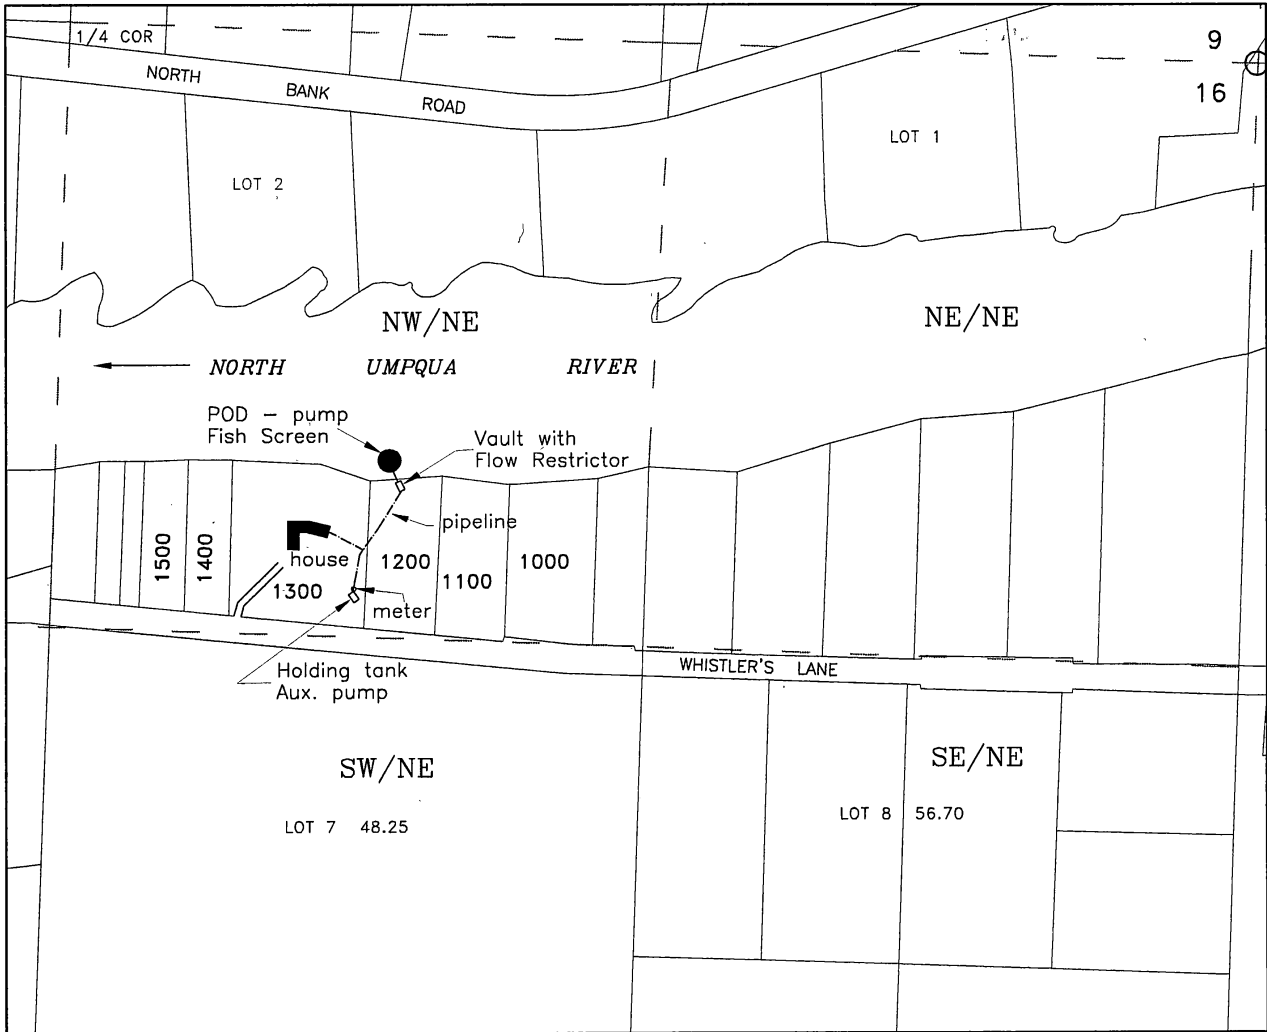 1/4 COR
9
16
NORTH BANK ROAD
LOT 1
LOT 2
NW/NE
NE/NE
NORTH UMPQUA RIVER
POD - pump
Fish Screen
Vault with
Flow Restrictor
pipeline
1500
1400
house
1300
1200
1100
1000
meter
Holding tank
Aux. pump
WHISTLER'S LANE
SW/NE
SE/NE
LOT 7 48.25
LOT 8 56.70